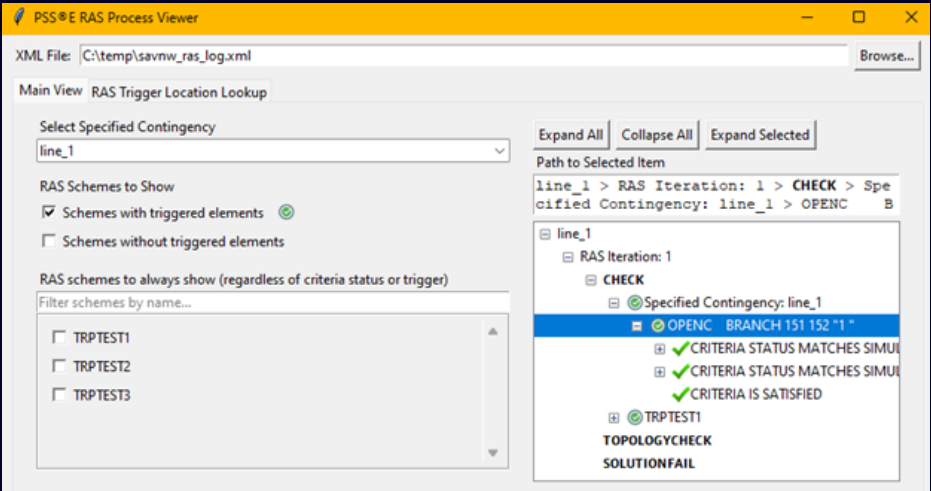 PSS®E RAS Process Viewer
XML File: C:\temp\savnw_ras_log.xml Browse...
Main View RAS Trigger Location Lookup
Select Specified Contingency
line_1
RAS Schemes to Show
Schemes with triggered elements
Schemes without triggered elements
RAS schemes to always show (regardless of criteria status or trigger)
Filter schemes by name...
TRPTEST1
TRPTEST2
TRPTEST3
Expand All Collapse All Expand Selected
Path to Selected Item
line_1 > RAS Iteration: 1 > CHECK > Spe
cified Contingency: line_1 > OPENC B
line_1
RAS Iteration: 1
CHECK
Specified Contingency: line_1
OPENC BRANCH 151 152 "1 "
CRITERIA STATUS MATCHES SIMUL
CRITERIA STATUS MATCHES SIMUL
CRITERIA IS SATISFIED
TRPTEST1
TOPOLOGYCHECK
SOLUTIONFAIL